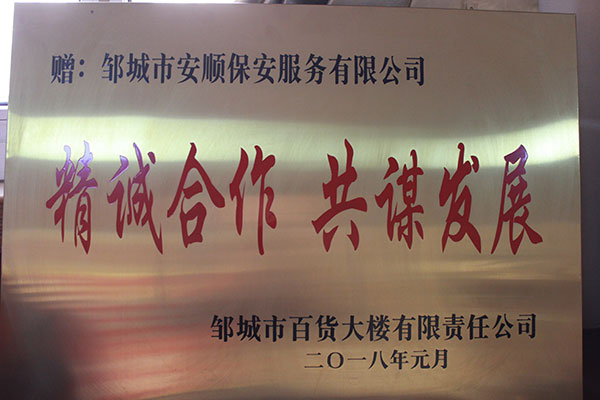 赠：邹城市安顺保安服务有限公司
精诚合作 共谋发展
邹城市百货大楼有限责任公司
二〇一八年元月